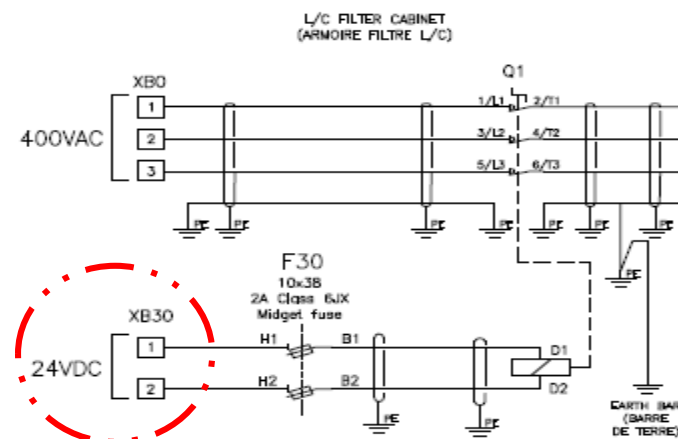 L/C FILTER CABINET
(ARMOIRE FILTRE L/C)
Q1
XB0
1 1/L1 2/T1
400VAC 2 3/L2 4/T2
3 5/L3 6/T3
PE PE PE PE PE PE PE
PE
F30
10x38
2A Class 6JX
Midget fuse
XB30
1 H1 B1 D1
24VDC
2 H2 B2 D2
PE PE
EARTH BAR
(BARRE
DE TERRE)